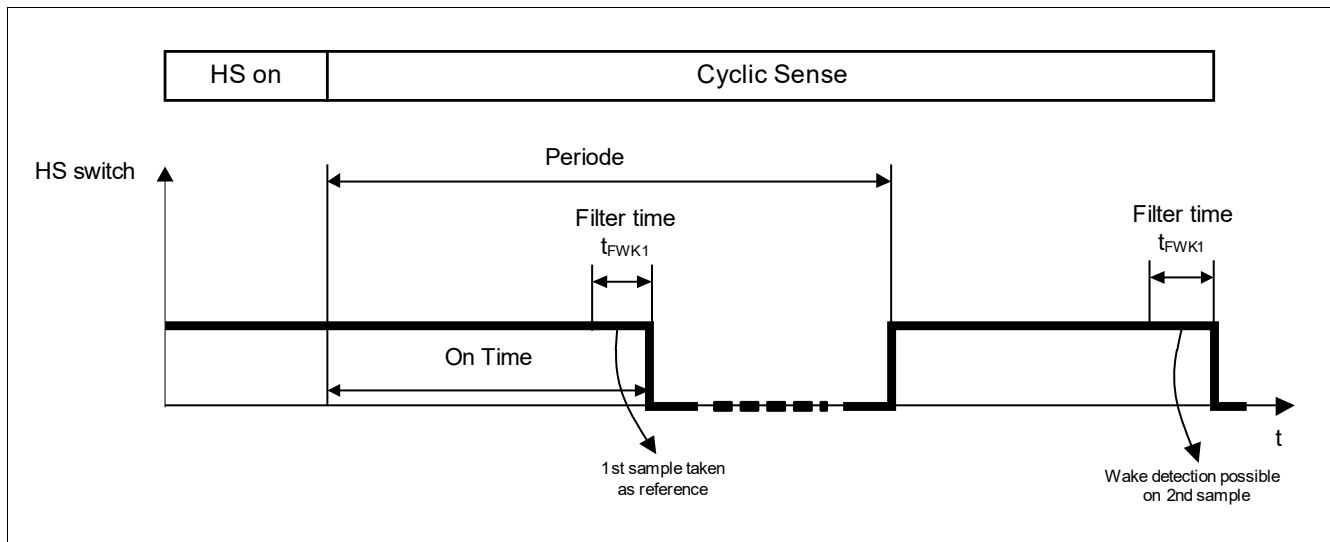 HS on
Cyclic Sense
HS switch
Periode
Filter time
tFWK1
Filter time
tFWK1
On Time
t
1st sample taken
as reference
Wake detection possible
on 2nd sample